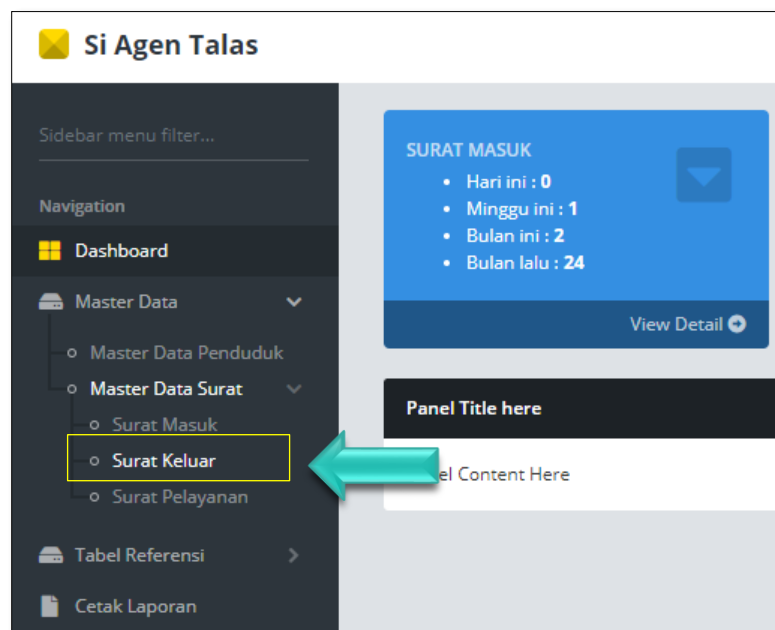 Si Agen Talas
Sidebar menu filter...
Navigation
Dashboard
Master Data
Master Data Penduduk
Master Data Surat
Surat Masuk
Surat Keluar
Surat Pelayanan
Tabel Referensi
Cetak Laporan
SURAT MASUK
Hari ini : 0
Minggu ini : 1
Bulan ini : 2
Bulan lalu : 24
View Detail
Panel Title here
el Content Here